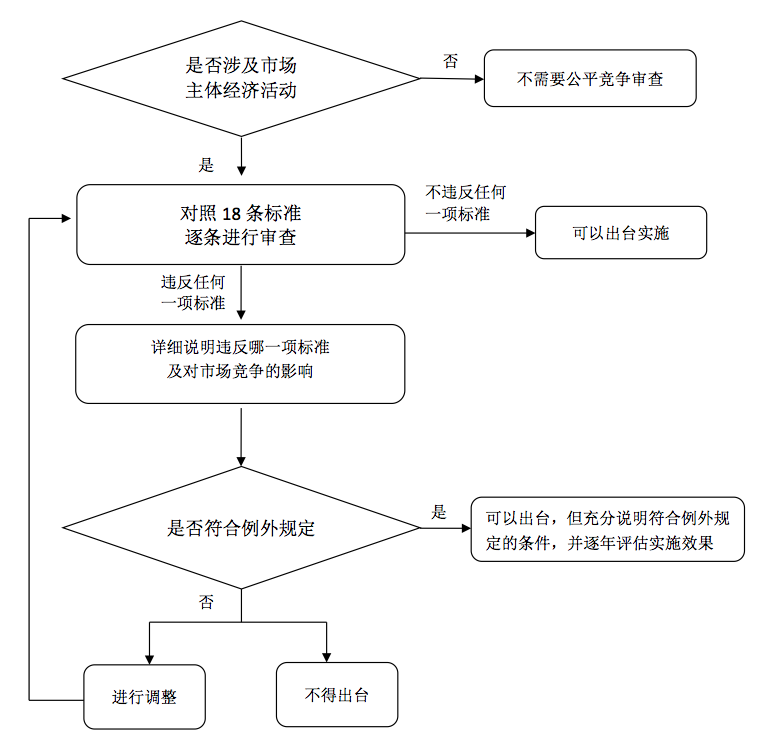 是否涉及市场
主体经济活动
否
不需要公平竞争审查
是
对照 18 条标准
逐条进行审查
不违反任何
一项标准
可以出台实施
违反任何
一项标准
详细说明违反哪一项标准
及对市场竞争的影响
是否符合例外规定
是
可以出台，但充分说明符合例外规
定的条件，并逐年评估实施效果
否
进行调整
不得出台